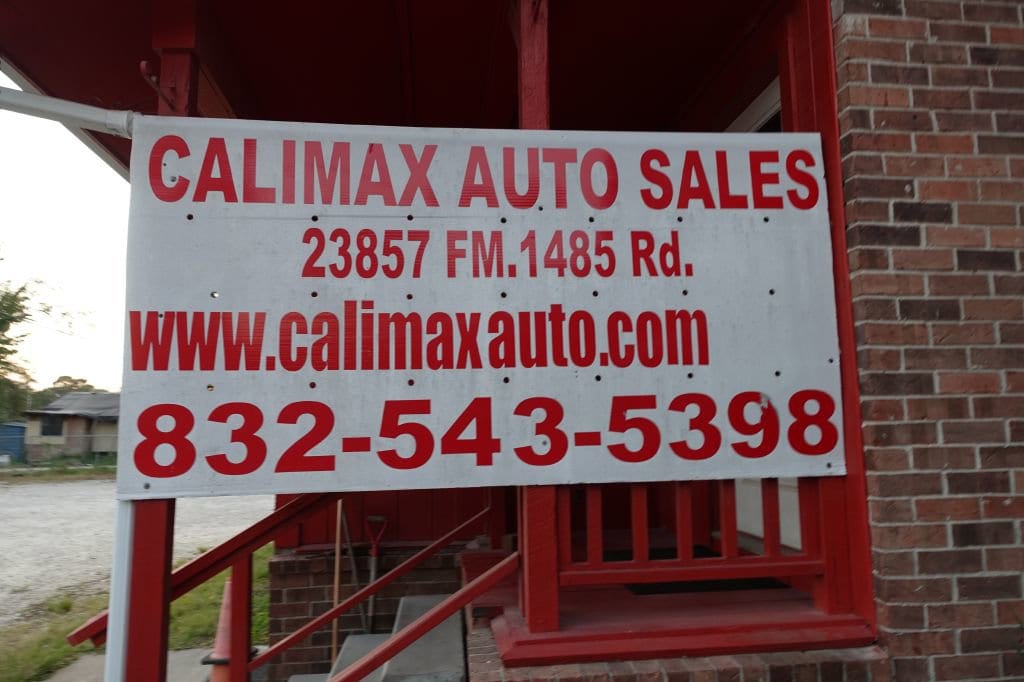 CALIMAX AUTO SALES
23857 FM.1485 Rd.
www.calimaxauto.com
832-543-5398